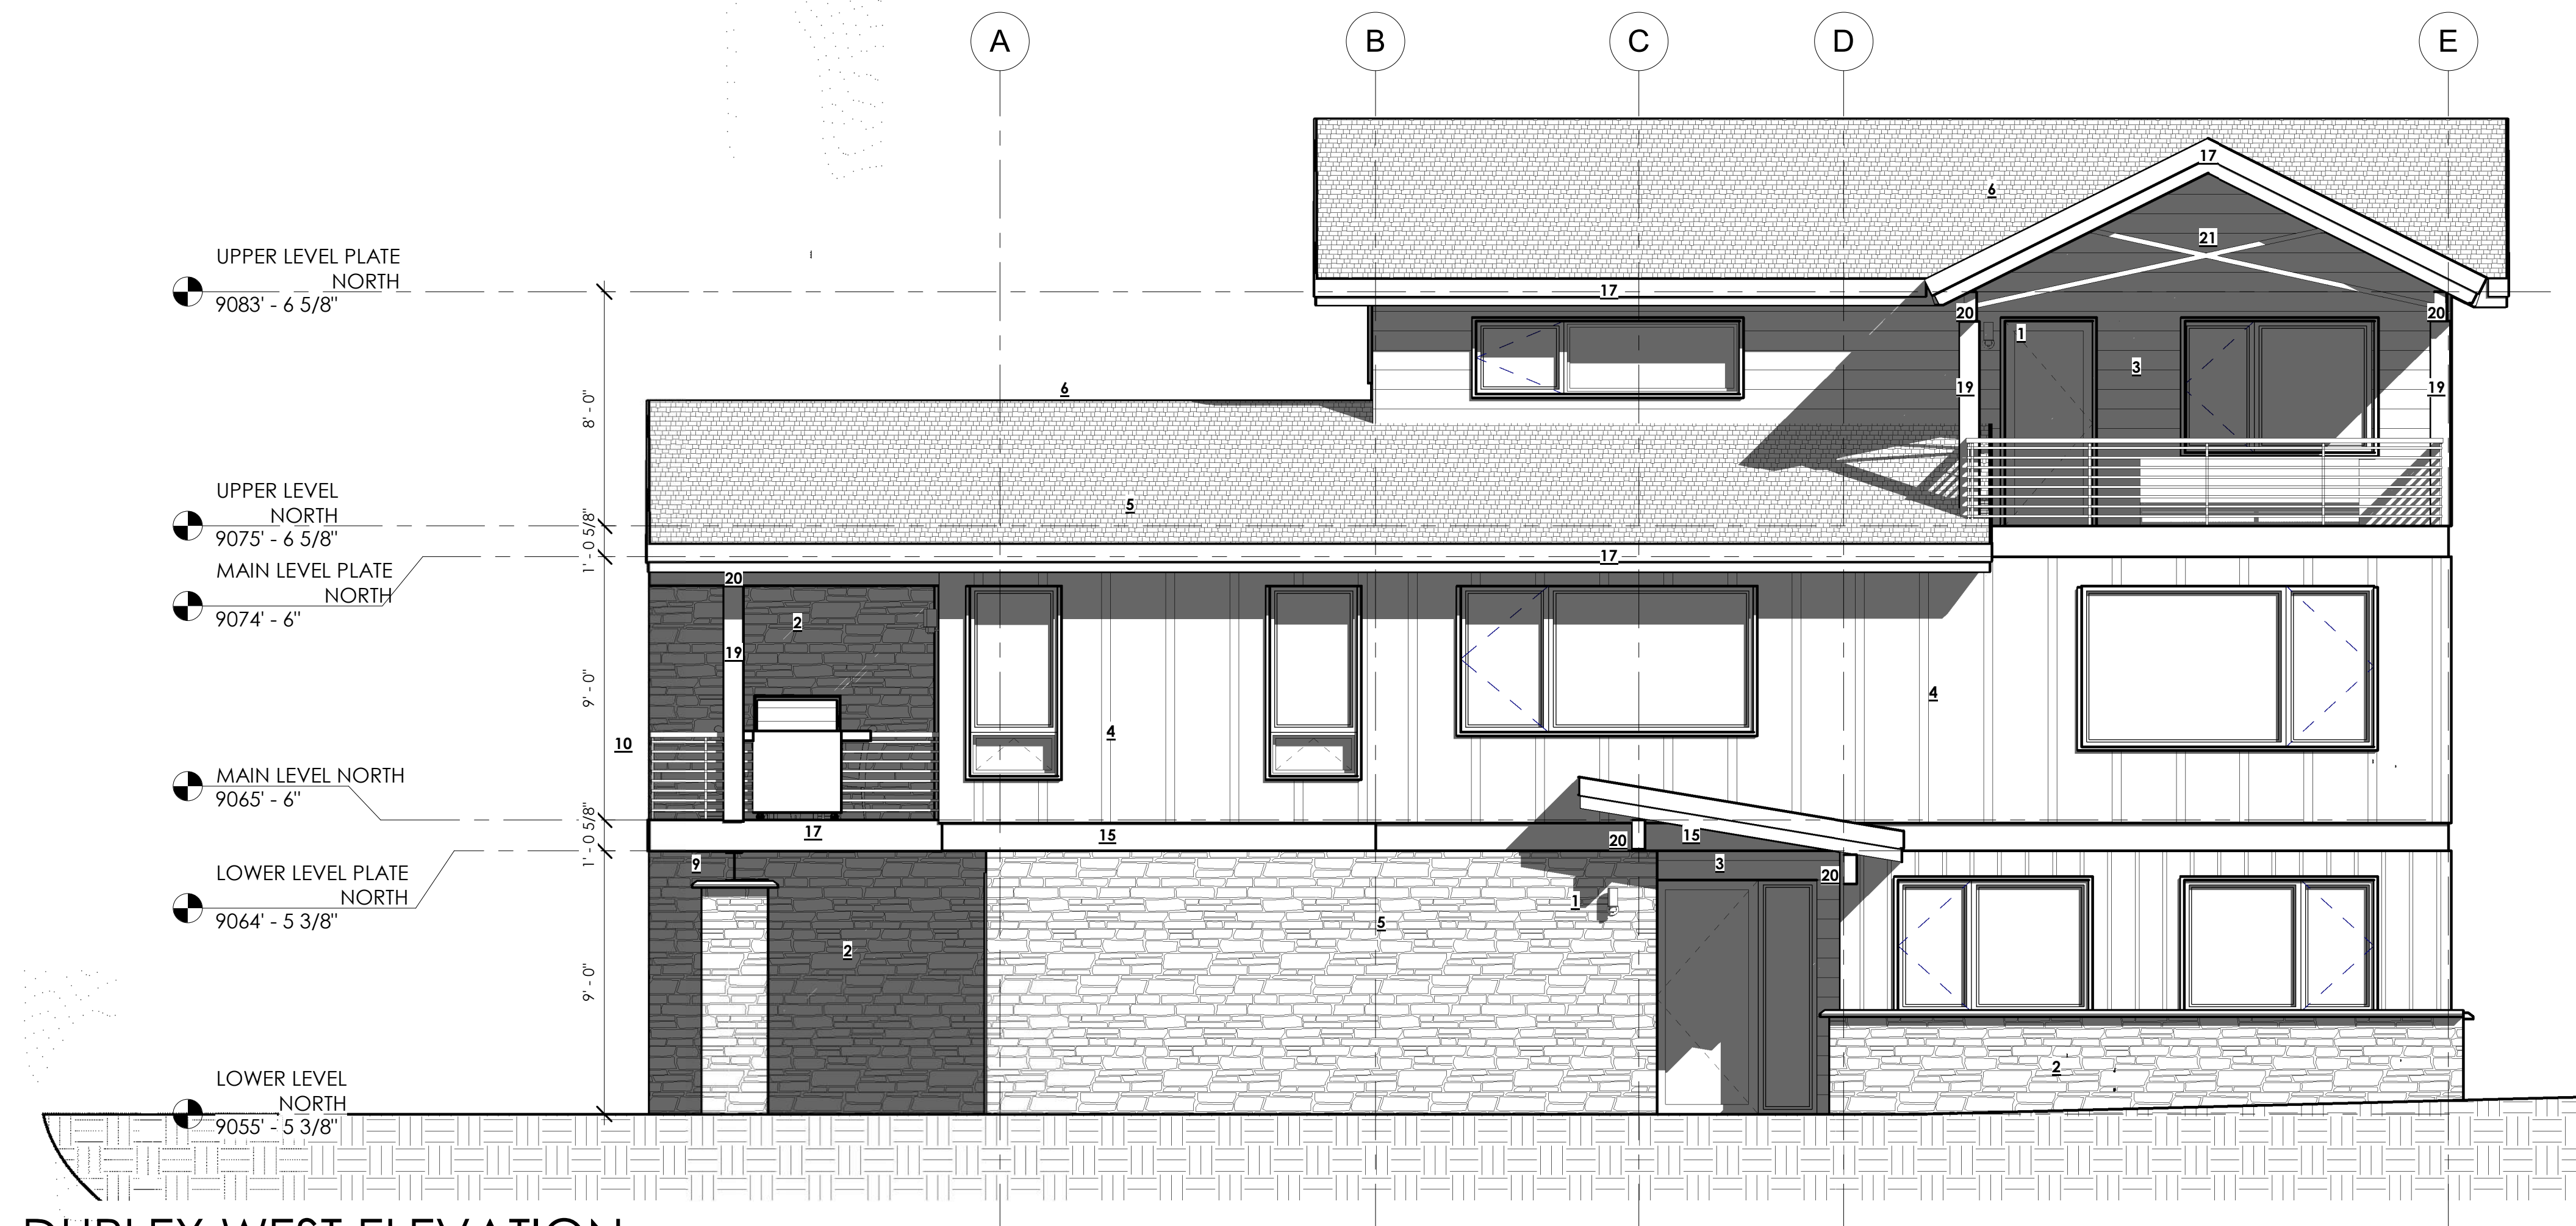 A B C D E
17
6
21
UPPER LEVEL PLATE
NORTH
9083' - 6 5/8"
17
20 20
1
3
6
19 19
8' - 0"
UPPER LEVEL
NORTH
9075' - 6 5/8"
5
1' - 0 5/8"
17
MAIN LEVEL PLATE
NORTH
9074' - 6"
20
2
19
9' - 0"
4
4
10
MAIN LEVEL NORTH
9065' - 6"
1' - 0 5/8"
17 15 20 15
9 3
LOWER LEVEL PLATE
NORTH
9064' - 5 3/8"
20
1
5
2
9' - 0"
2
LOWER LEVEL
NORTH
9055' - 5 3/8"
DUPLEX WEST ELEVATION